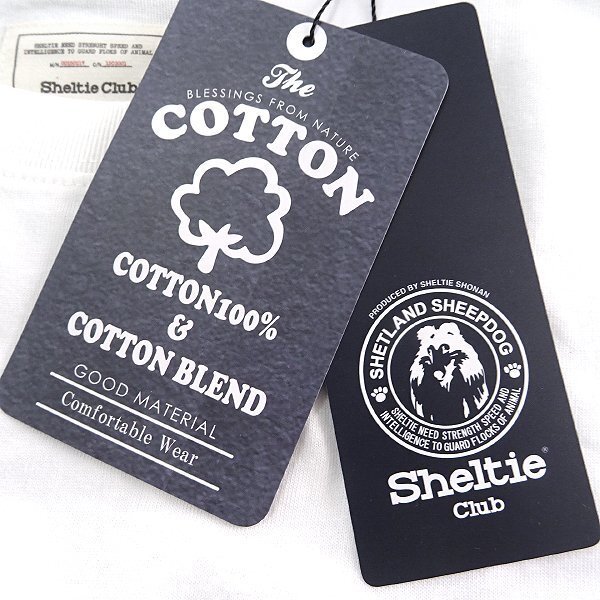 SHELTIE NEED STRENGHT SPEED AND
INTELLIGENCE TO GUARD FLOKS OF ANIMAL
Sheltie Club
The
BLESSINGS FROM NATURE
COTTON
COTTON100%
&
COTTON BLEND
GOOD MATERIAL
Comfortable Wear
PRODUCED BY SHELTIE SHONAN
SHETLAND SHEEPDOG
SHELTIE NEED STRENGTH SPEED AND
INTELLIGENCE TO GUARD FLOCKS OF ANIMAL
Sheltie®
Club